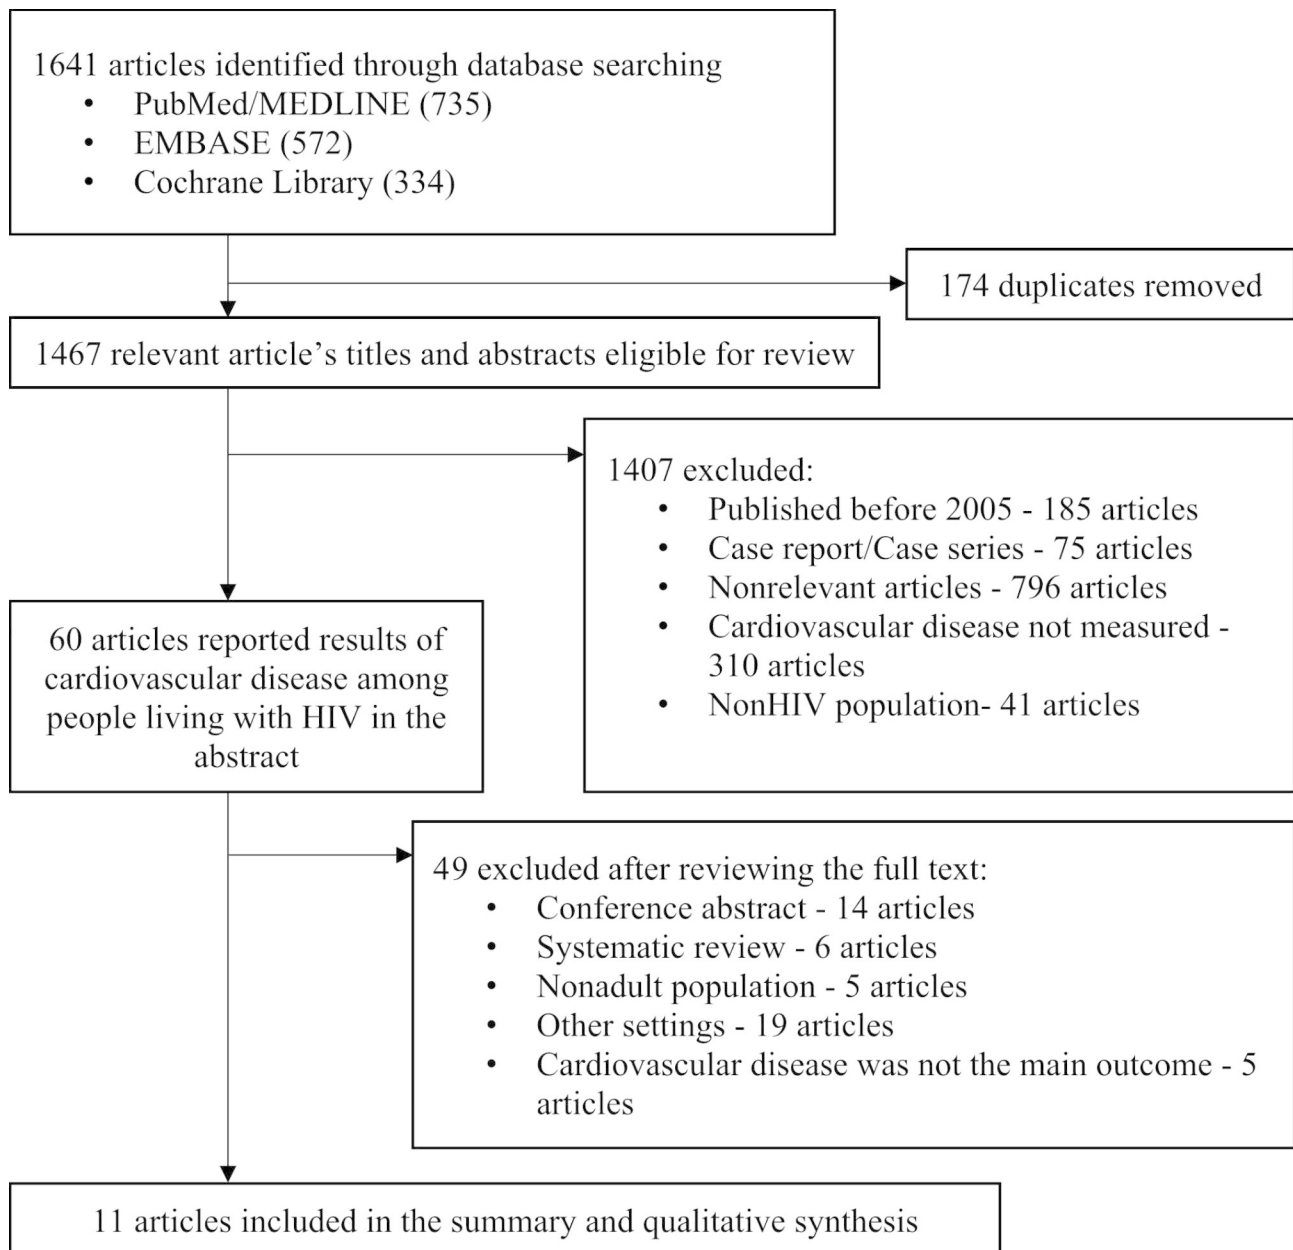 1641 articles identified through database searching
• PubMed/MEDLINE (735)
• EMBASE (572)
• Cochrane Library (334)
174 duplicates removed
1467 relevant article’s titles and abstracts eligible for review
1407 excluded:
• Published before 2005 - 185 articles
• Case report/Case series - 75 articles
• Nonrelevant articles - 796 articles
• Cardiovascular disease not measured -
310 articles
• NonHIV population- 41 articles
60 articles reported results of
cardiovascular disease among
people living with HIV in the
abstract
49 excluded after reviewing the full text:
• Conference abstract - 14 articles
• Systematic review - 6 articles
• Nonadult population - 5 articles
• Other settings - 19 articles
• Cardiovascular disease was not the main outcome - 5
articles
11 articles included in the summary and qualitative synthesis